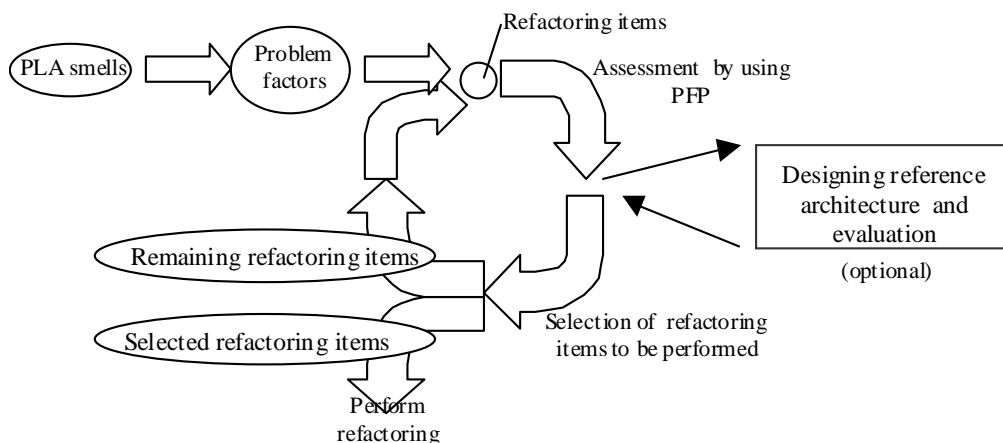 Refactoring items
PLA smells
Problem
factors
Assessment by using
PFP
Designing reference
architecture and
evaluation
(optional)
Remaining refactoring items
Selected refactoring items
Selection of refactoring
items to be performed
Perform
refactoring